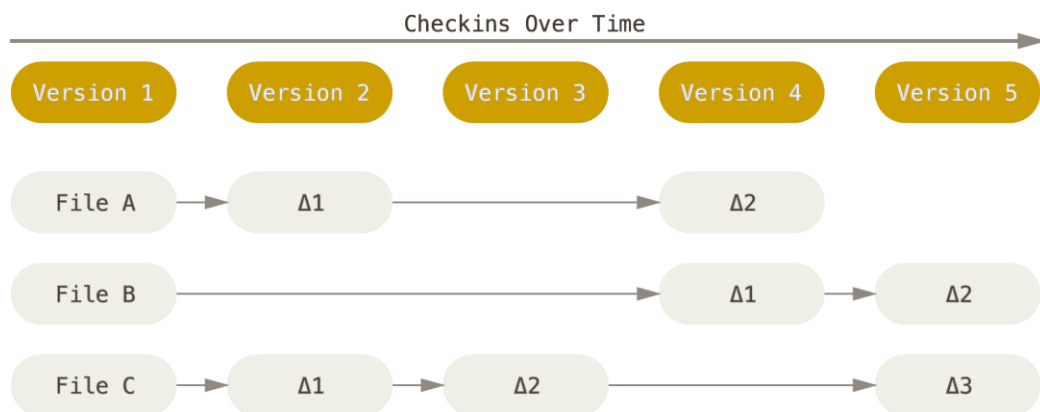 Checkins Over Time
Version 1 Version 2 Version 3 Version 4 Version 5
File A Δ1 Δ2
File B Δ1 Δ2
File C Δ1 Δ2 Δ3